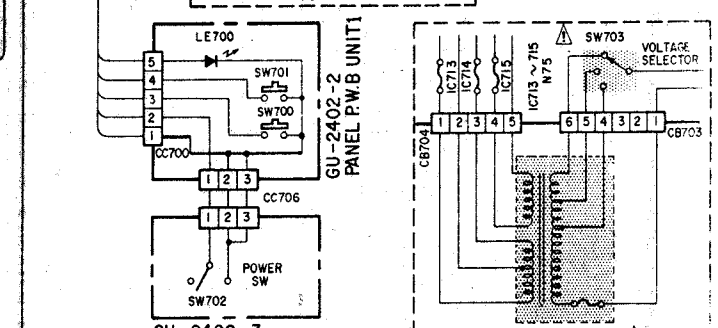 LE700
5
4
3
2
1
SW701
SW700
CC700
GU-2402-2
PANEL P.W.B UNIT1
1 2 3
CC706
1 2 3
POWER
SW
SW702
SW703
VOLTAGE
SELECTOR
IC713
IC714
IC715
IC713～715
N75
CB704
1 2 3 4 5
6 5 4 3 2 1
CB703